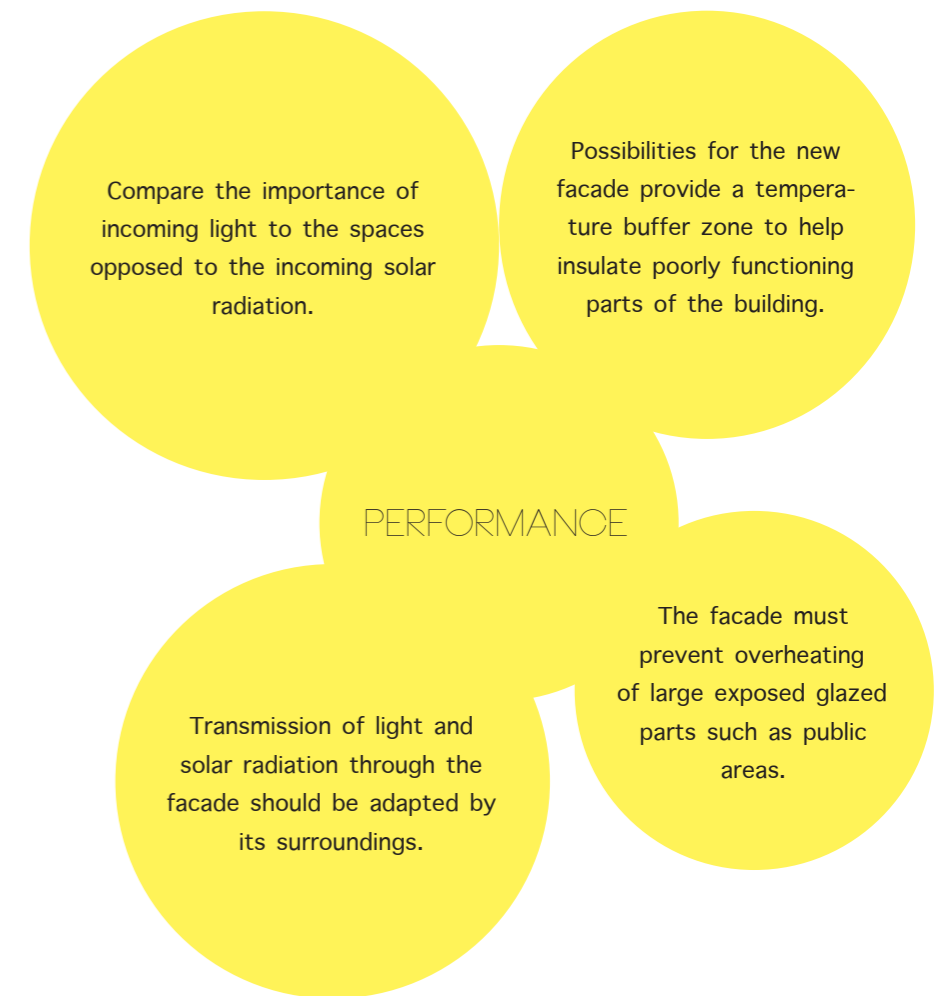 Compare the importance of
incoming light to the spaces
opposed to the incoming solar
radiation.
Possibilities for the new
facade provide a tempera-
ture buffer zone to help
insulate poorly functioning
parts of the building.
PERFORMANCE
The facade must
prevent overheating
of large exposed glazed
parts such as public
areas.
Transmission of light and
solar radiation through the
facade should be adapted by
its surroundings.